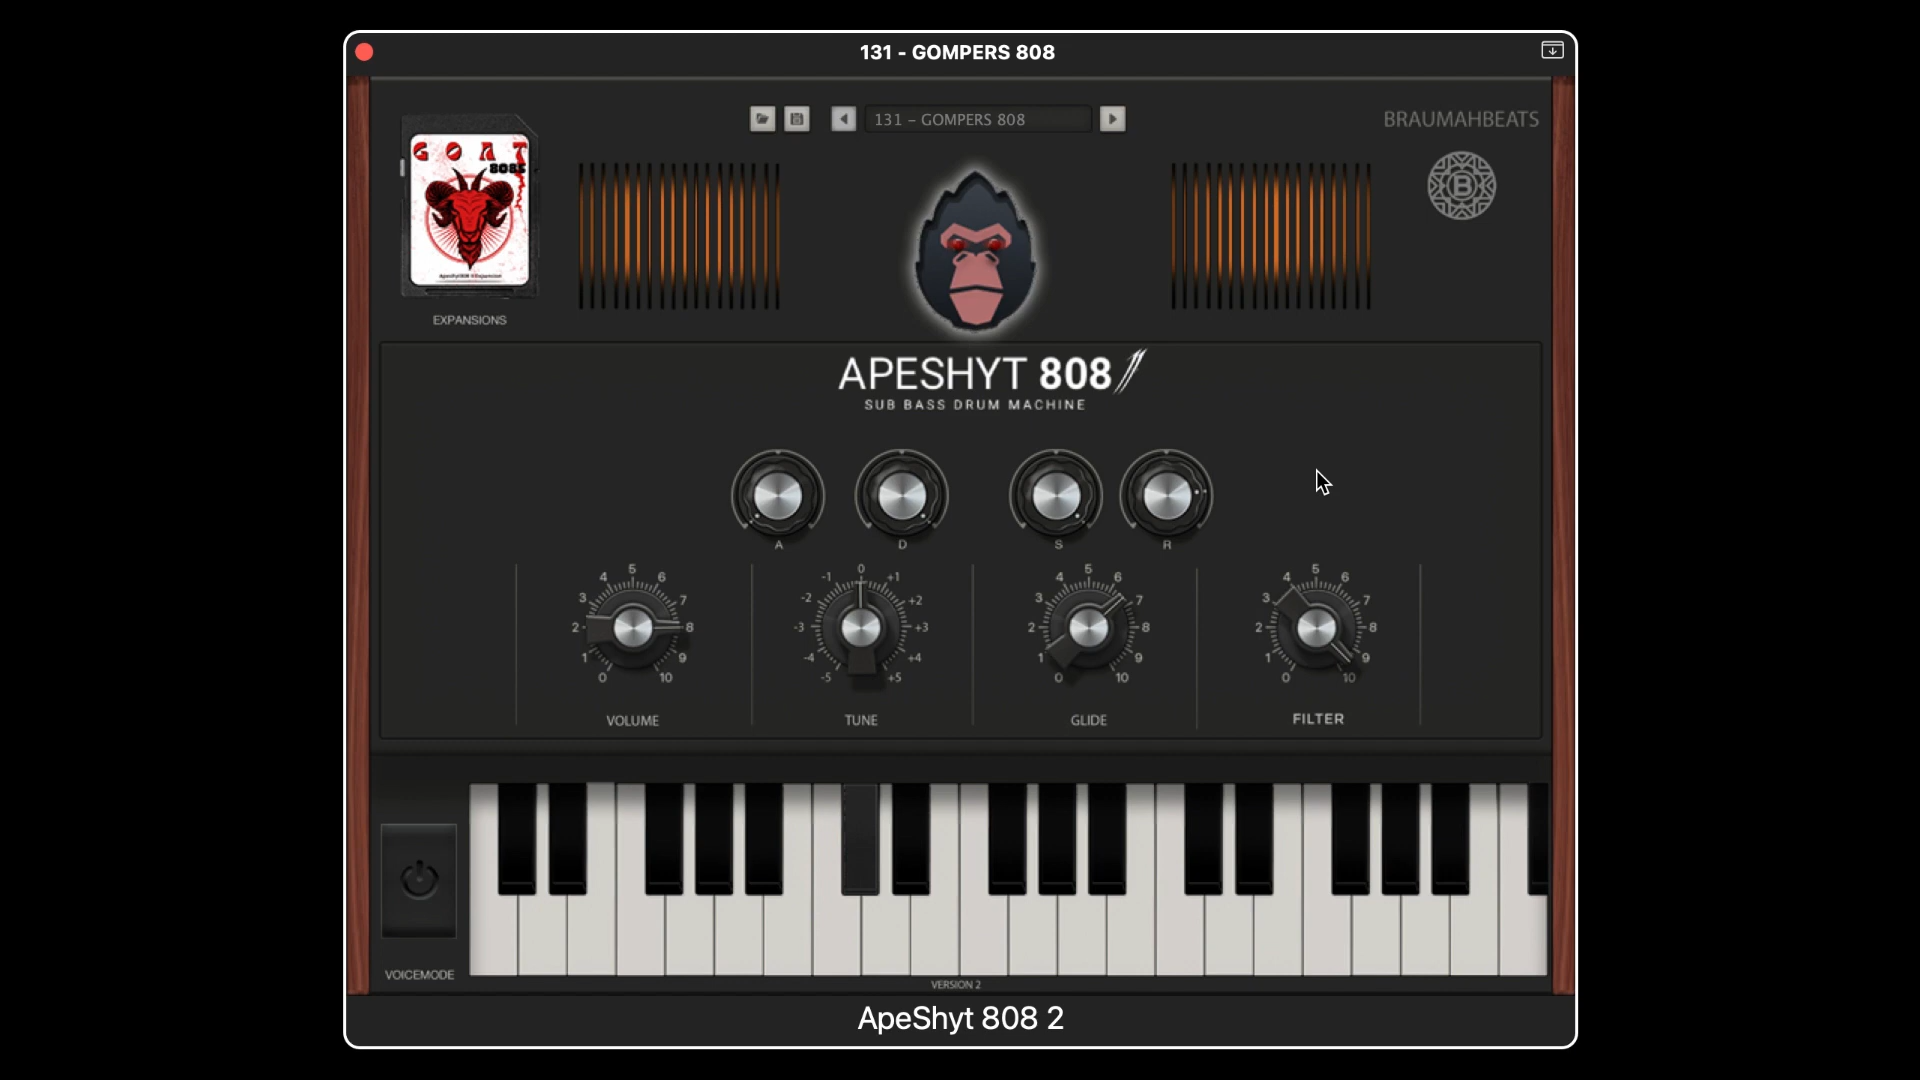 131 - GOMPERS 808
131 – GOMPERS 808
BRAUMAHBEATS
GOAT
808s
B
EXPANSIONS
APESHYT 808
SUB BASS DRUM MACHINE
A
D
S
R
0 1 2 3 4 5 6 7 8 9 10
-5 -4 -3 -2 -1 0 +1 +2 +3 +4 +5
0 1 2 3 4 5 6 7 8 9 10
0 1 2 3 4 5 6 7 8 9 10
VOLUME
TUNE
GLIDE
FILTER
VOICEMODE
VERSION 2
ApeShyt 808 2